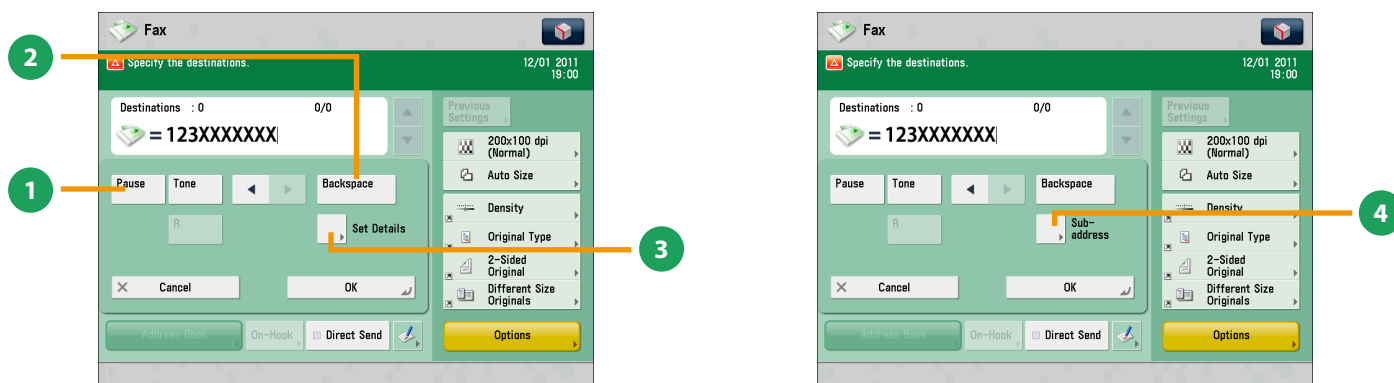 Fax
Specify the destinations.
12/01 2011
19:00
Destinations : 0 0/0
=123XXXXXXX
Previous
Settings
200x100 dpi
(Normal)
Auto Size
Pause Tone Backspace
Density
R
Set Details
Original Type
2-Sided
Original
Cancel OK
Different Size
Originals
Address Book On-Hook Direct Send
Options
1
2
3
Fax
Specify the destinations.
12/01 2011
19:00
Destinations : 0 0/0
=123XXXXXXX
Previous
Settings
200x100 dpi
(Normal)
Auto Size
Pause Tone Backspace
Density
R
Sub-
address
Original Type
2-Sided
Original
Cancel OK
Different Size
Originals
Address Book On-Hook Direct Send
Options
4